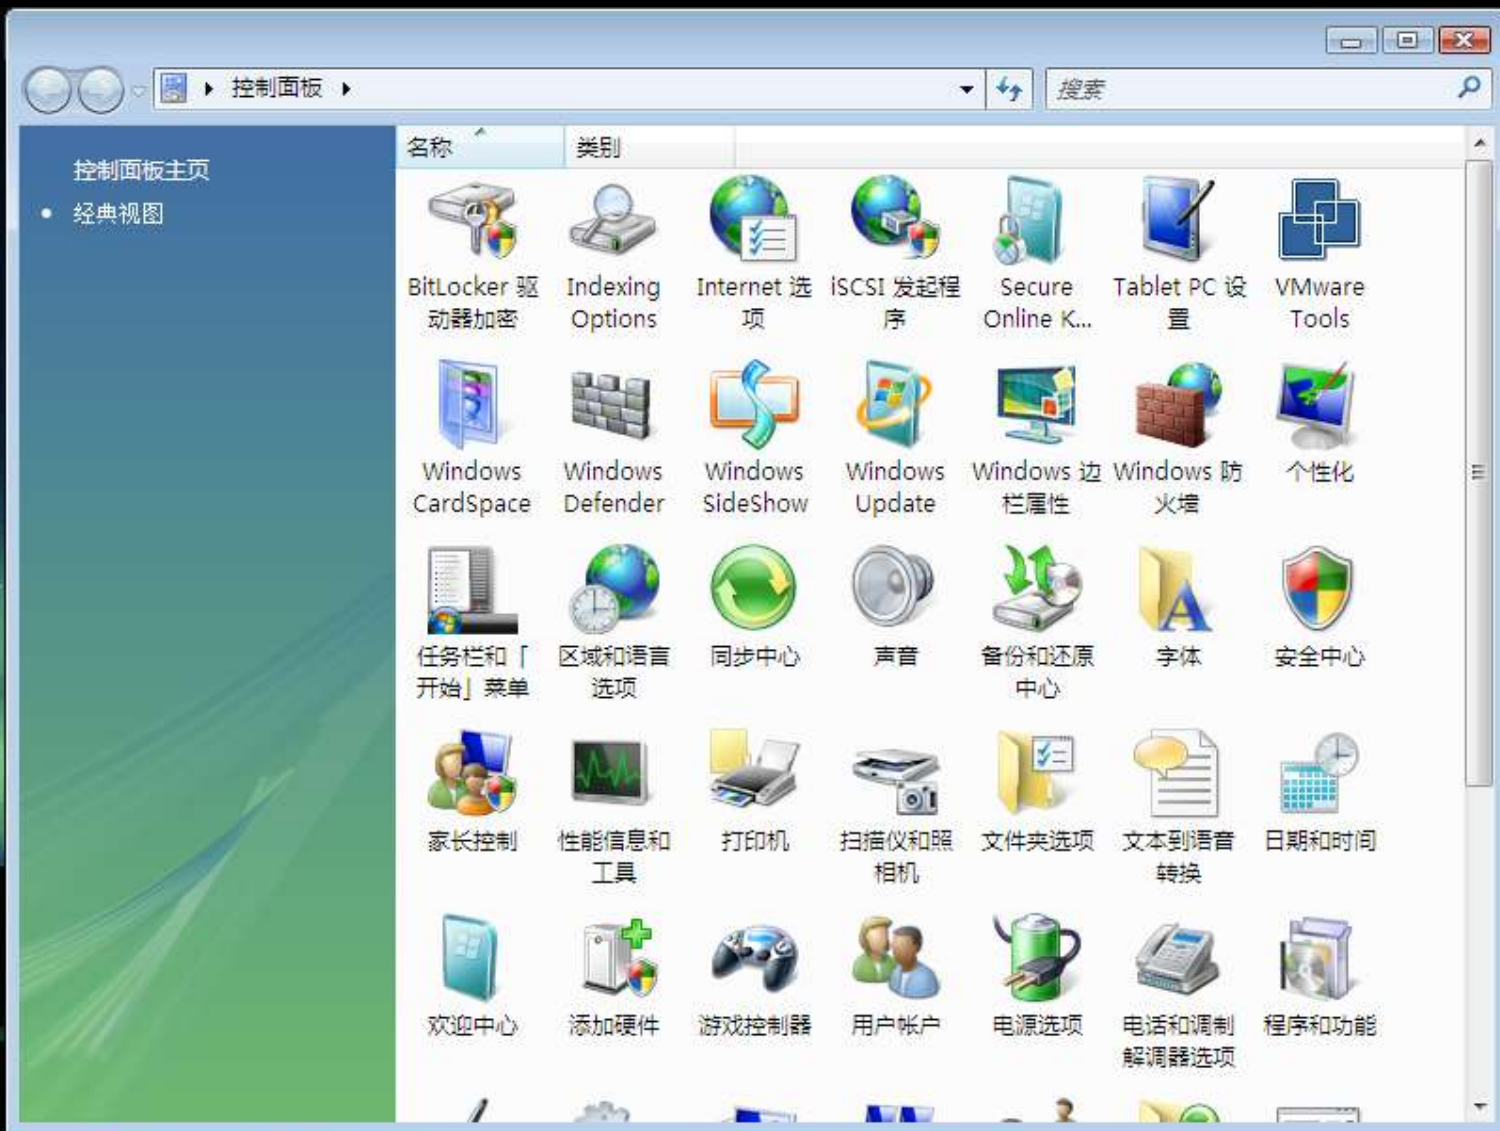 控制面板
搜索
控制面板主页
经典视图
名称 类别
BitLocker 驱 Indexing Internet 选 iSCSI 发起程 Secure Tablet PC 设 VMware
动器加密 Options 项 序 Online K... 置 Tools
Windows Windows Windows Windows Windows 边 Windows 防 个性化
CardSpace Defender SideShow Update 栏属性 火墙
任务栏和「 区域和语言 同步中心 声音 备份和还原 字体 安全中心
开始」菜单 选项 中心
家长控制 性能信息和 打印机 扫描仪和照 文件夹选项 文本到语音 日期和时间
工具 相机 转换
欢迎中心 添加硬件 游戏控制器 用户帐户 电源选项 电话和调制 程序和功能
解调器选项